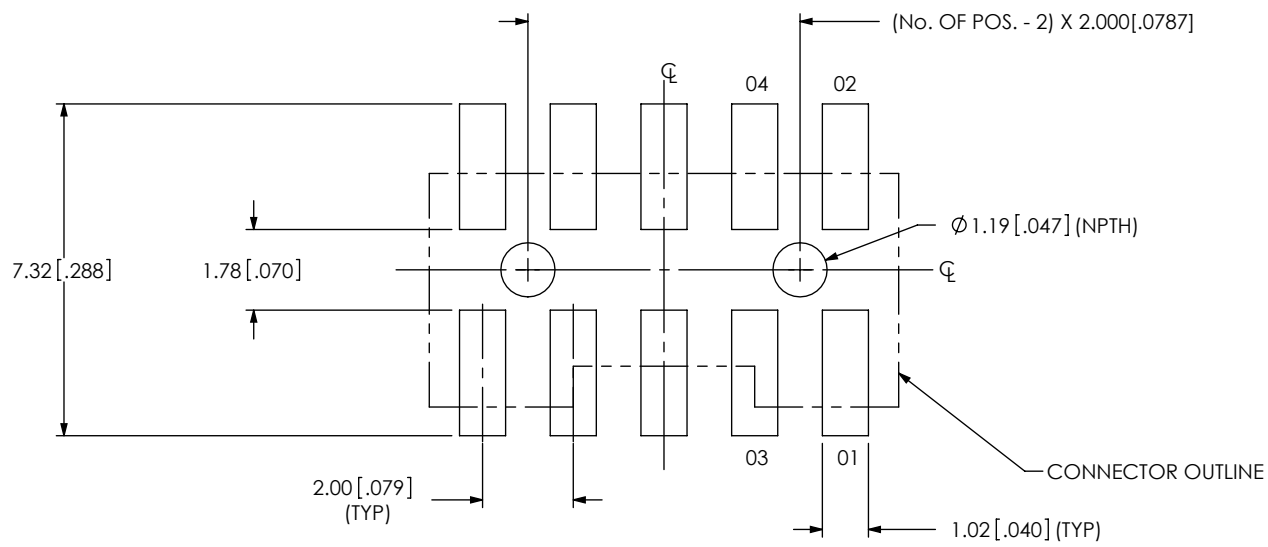 (No. OF POS. - 2) X 2.000[.0787]
℄
04
02
Ø1.19[.047](NPTH)
7.32[.288]
1.78[.070]
℄
03
01
CONNECTOR OUTLINE
2.00[.079]
(TYP)
1.02[.040](TYP)